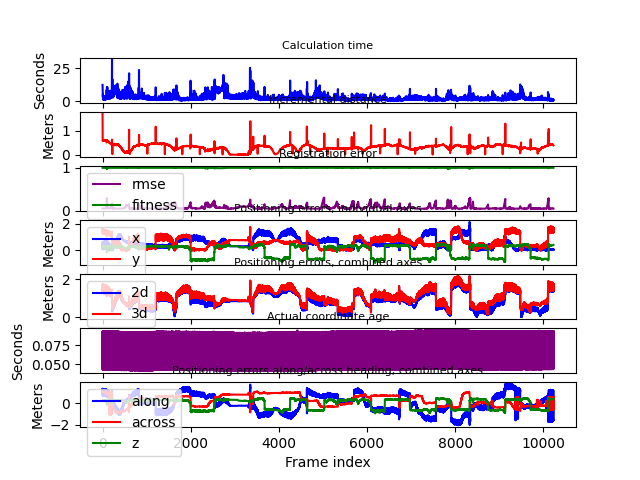 Calculation time
Seconds
25
0
Incremental distance
Meters
1
0
Registration error
1
0
rmse
fitness
Positioning errors, individual axes
Meters
2
0
x
y
Positioning errors, combined axes
Meters
2
0
2d
3d
Actual coordinate age
Seconds
0.075
0.050
Positioning errors along/across heading, combined axes
Meters
0
−2
along
across
z
0 2000 4000 6000 8000 10000
Frame index